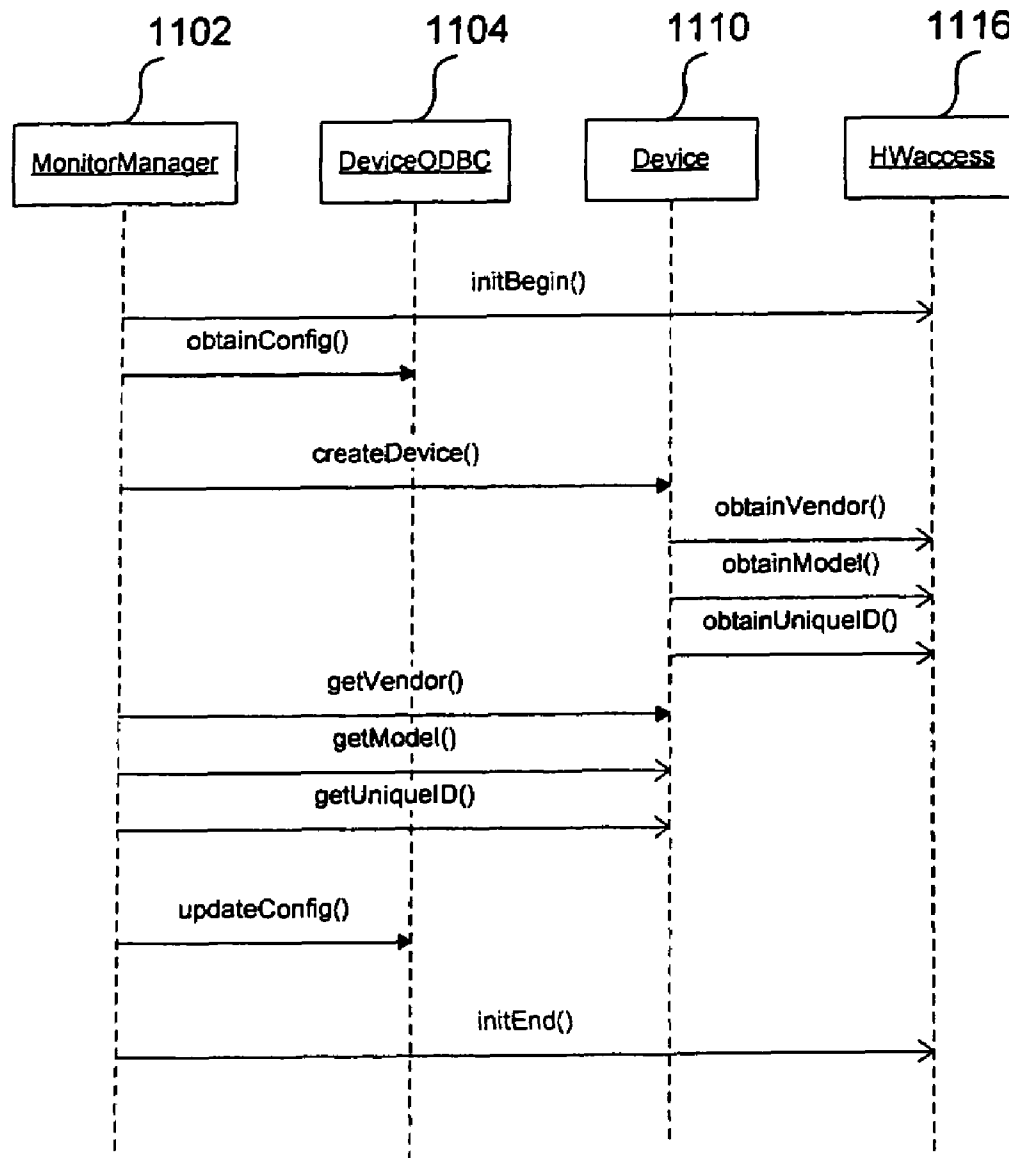 1102
1104
1110
1116
MonitorManager
DeviceODBC
Device
HWaccess
initBegin()
obtainConfig()
createDevice()
obtainVendor()
obtainModel()
obtainUniqueID()
getVendor()
getModel()
getUniqueID()
updateConfig()
initEnd()